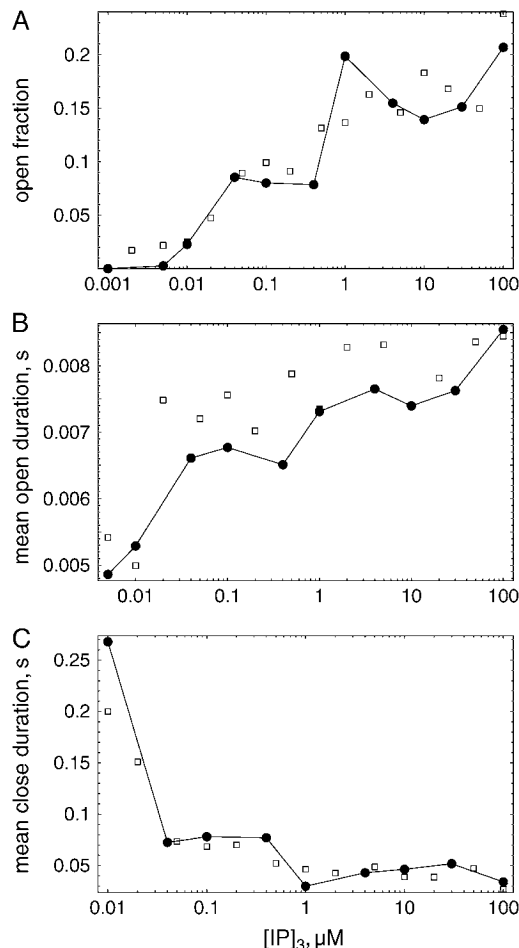 A
open fraction
0.2
0.15
0.1
0.05
0.001 0.01 0.1 1 10 100
B
mean open duration, s
0.008
0.007
0.006
0.005
0.01 0.1 1 10 100
C
mean close duration, s
0.25
0.2
0.15
0.1
0.05
0.01 0.1 1 10 100
[IP]3, μM